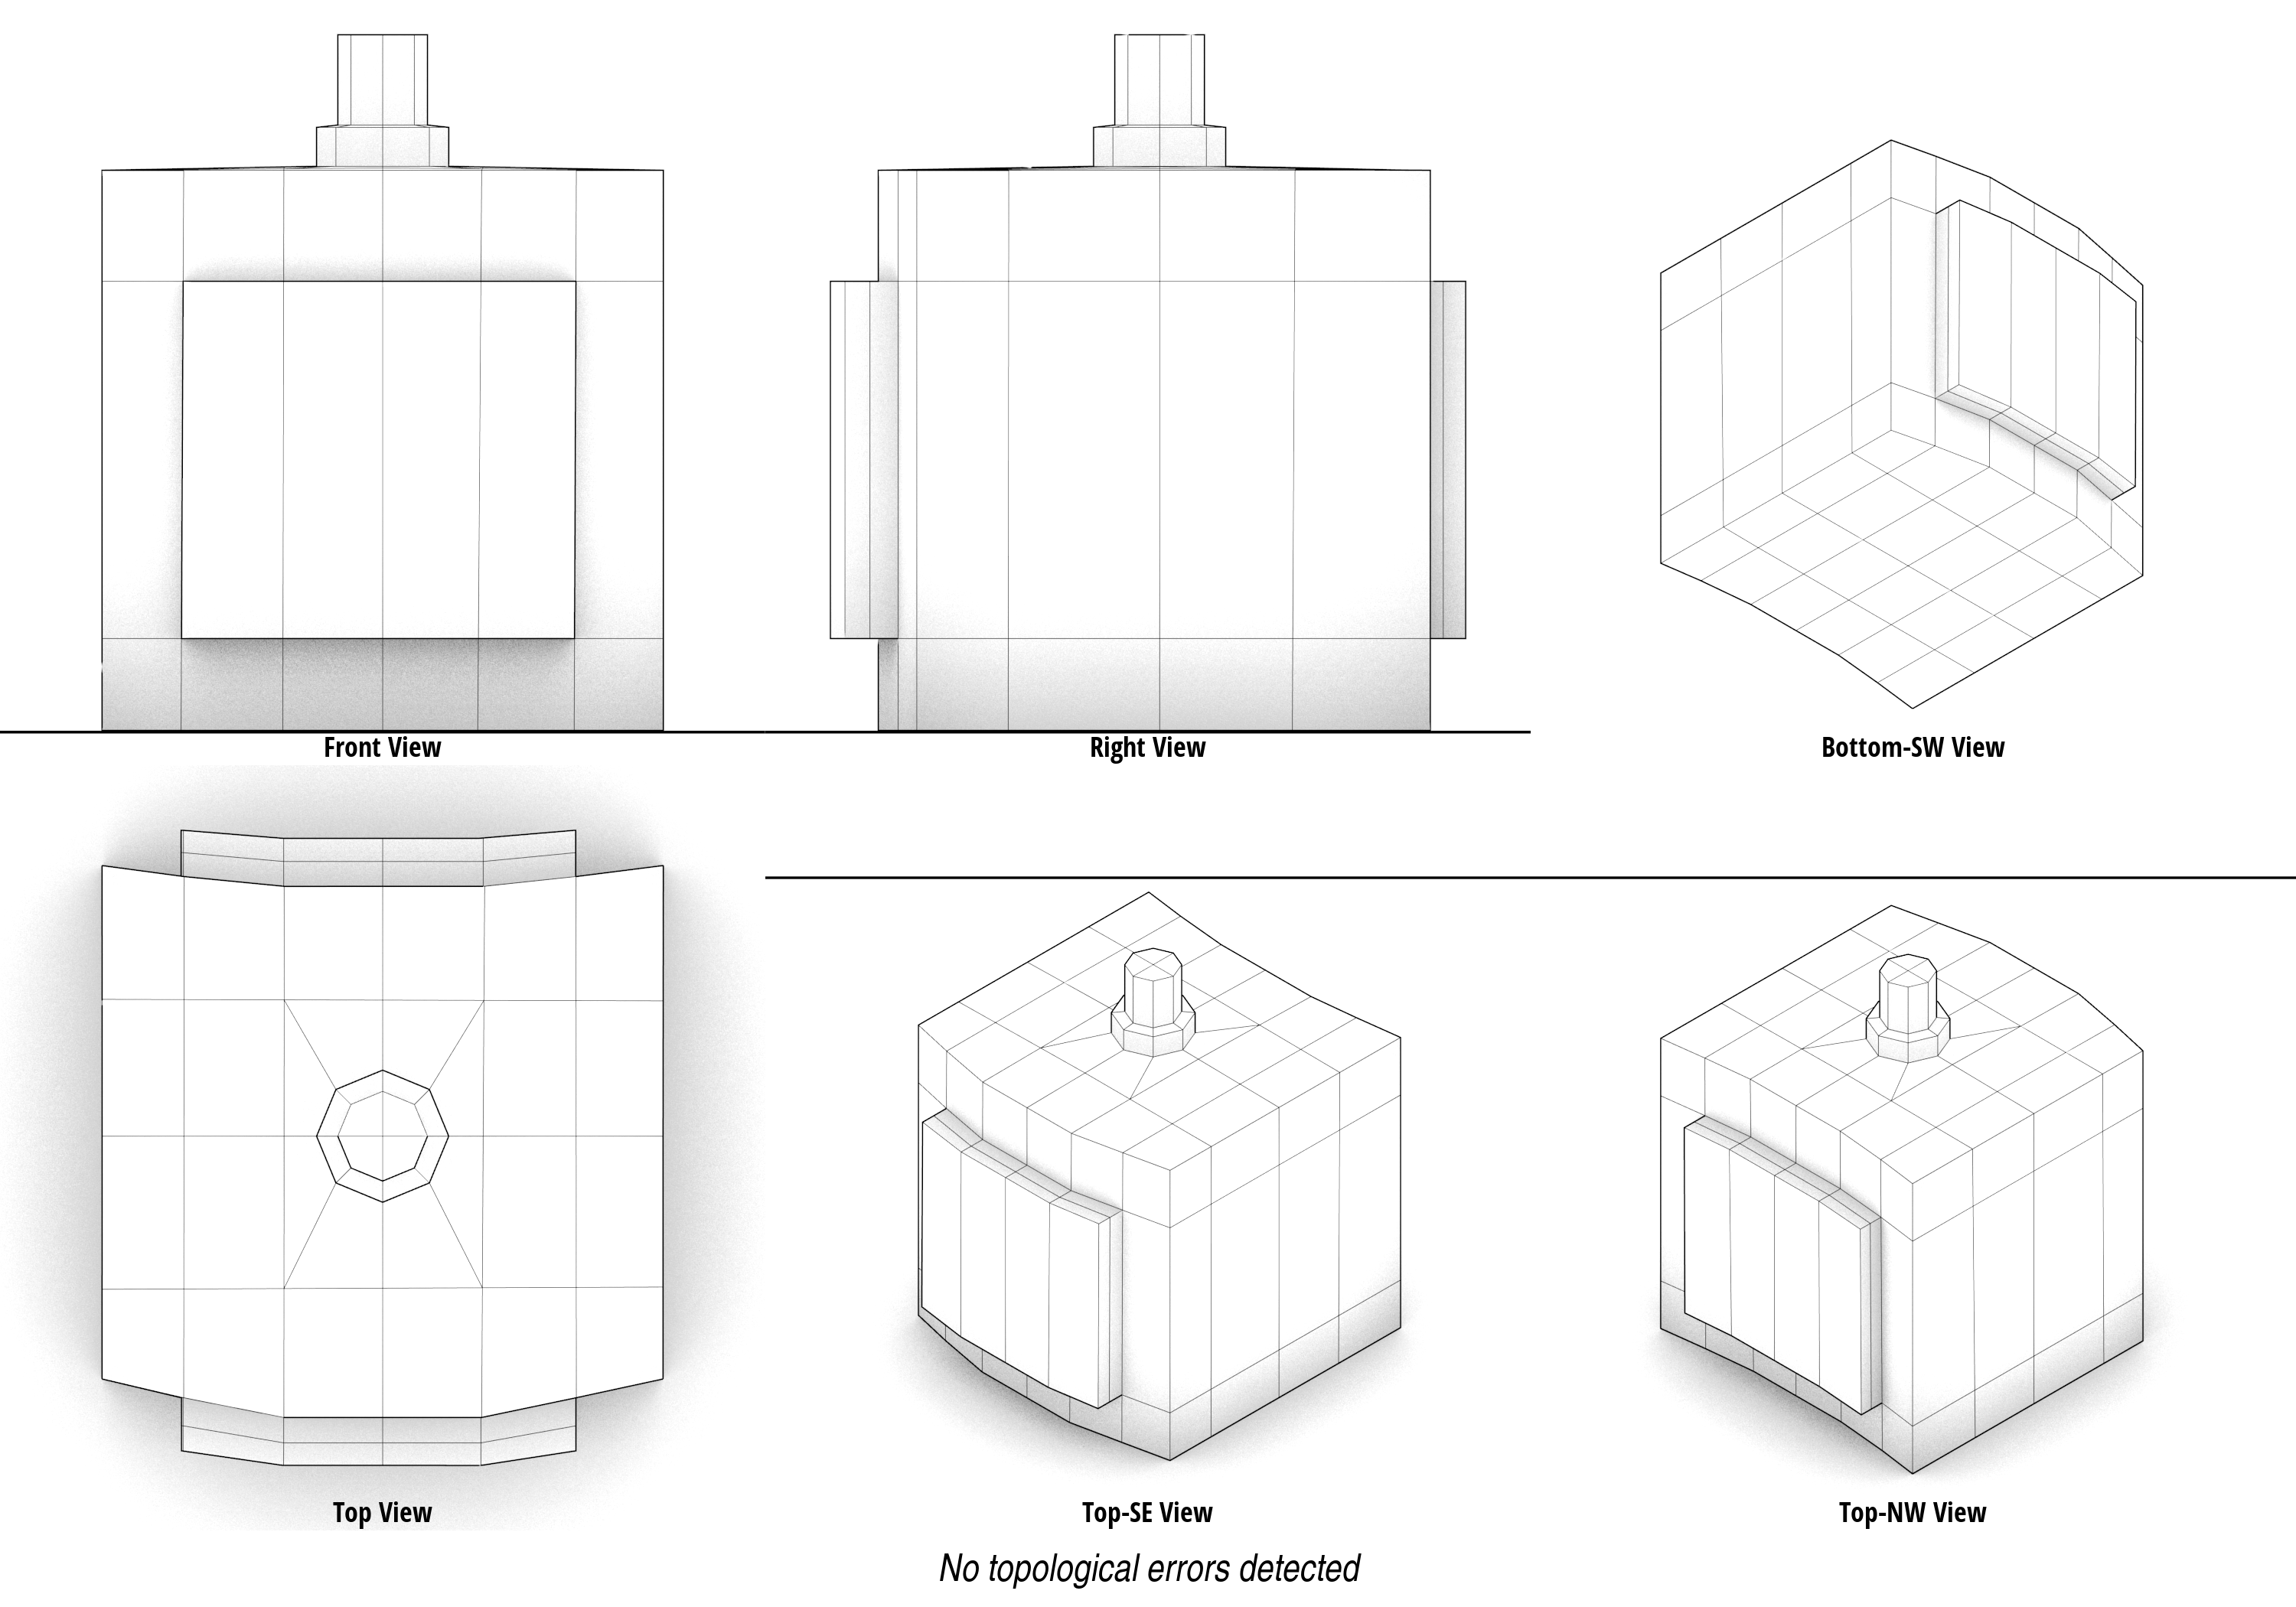 Front View
Right View
Bottom-SW View
Top View
Top-SE View
Top-NW View
No topological errors detected